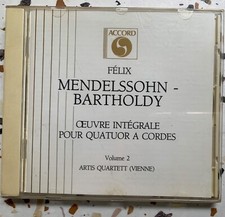 ACCORD
FÉLIX
MENDELSSOHN -
BARTHOLDY
ŒUVRE INTÉGRALE
POUR QUATUOR A CORDES
Volume 2
ARTIS QUARTETT (VIENNE)